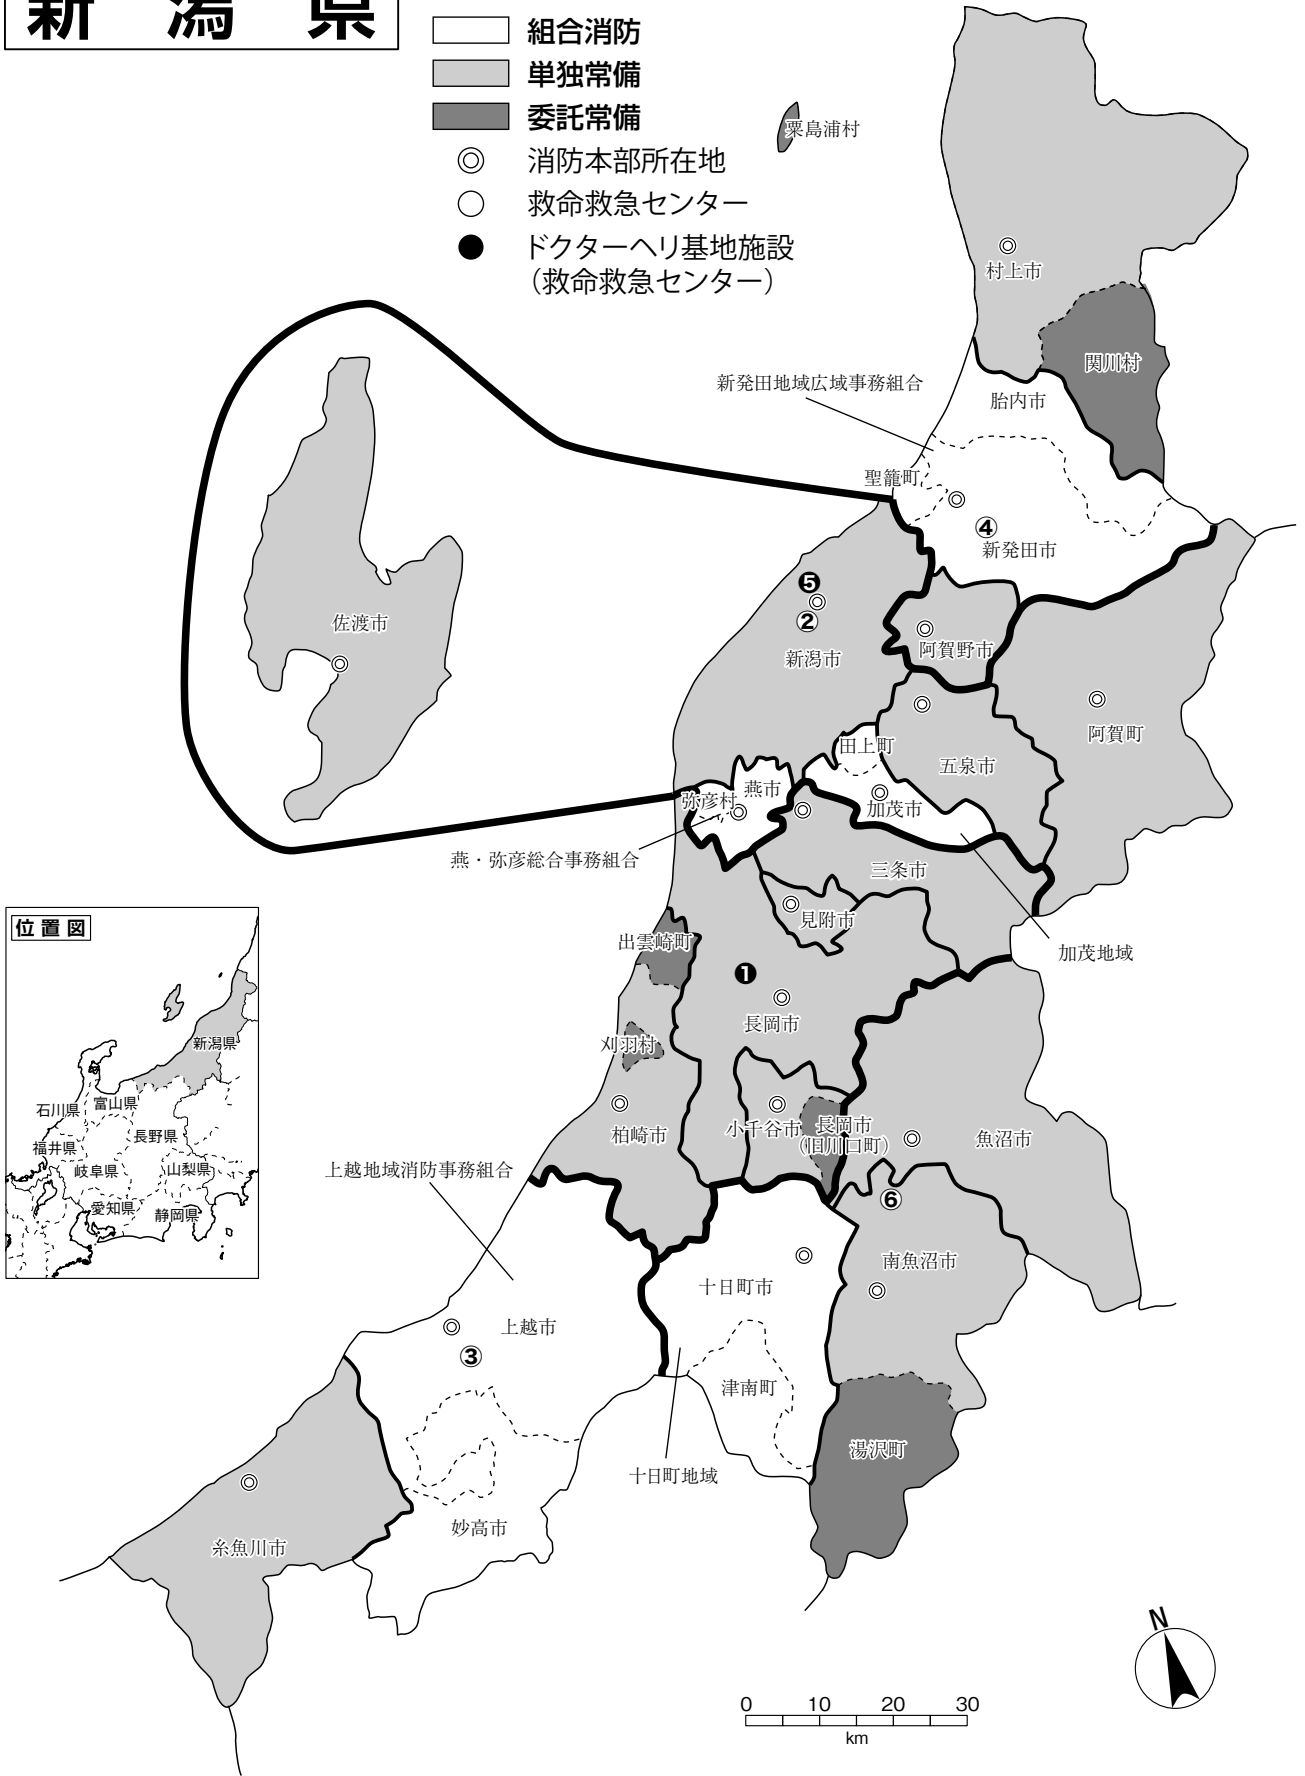 新潟県
組合消防
単独常備
委託常備
消防本部所在地
救命救急センター
ドクターヘリ基地施設
（救命救急センター）
粟島浦村
村上市
関川村
新発田地域広域事務組合
胎内市
聖籠町
④
新発田市
⑤
②
新潟市
阿賀野市
佐渡市
阿賀町
田上町
五泉市
燕市
弥彦村
加茂市
燕・弥彦総合事務組合
三条市
見附市
位置図
出雲崎町
加茂地域
①
長岡市
刈羽村
新潟県
石川県
富山県
長野県
福井県
岐阜県
山梨県
愛知県
静岡県
柏崎市
小千谷市
長岡市
（旧川口町）
魚沼市
上越地域消防事務組合
⑥
南魚沼市
十日町市
上越市
③
津南町
湯沢町
十日町地域
妙高市
糸魚川市
N
0 10 20 30
km